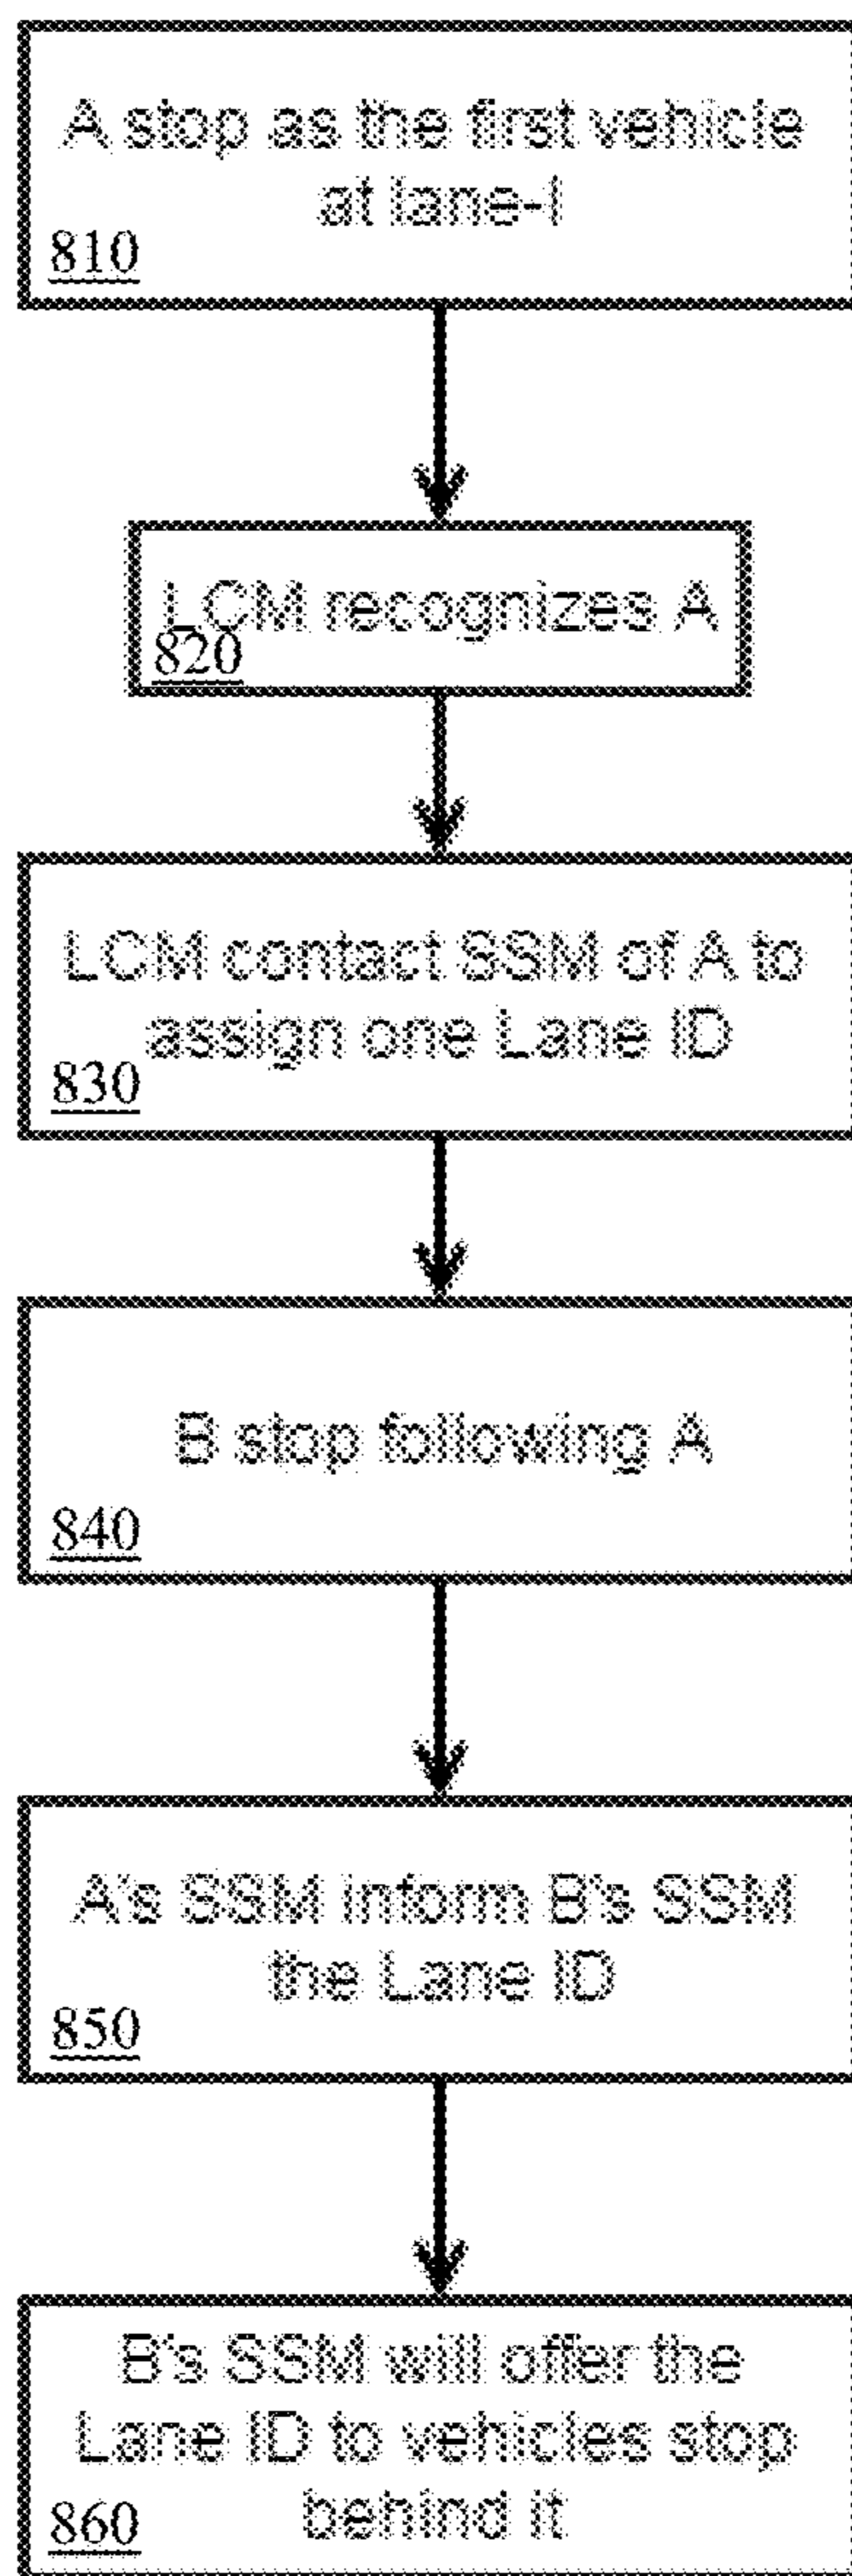 A stop as the first vehicle
at lane-I
810
LCM recognizes A
820
LCM contact SSM of A to
assign one Lane ID
830
B stop following A
840
A's SSM inform B's SSM
the Lane ID
850
B's SSM will offer the
Lane ID to vehicles stop
behind it
860